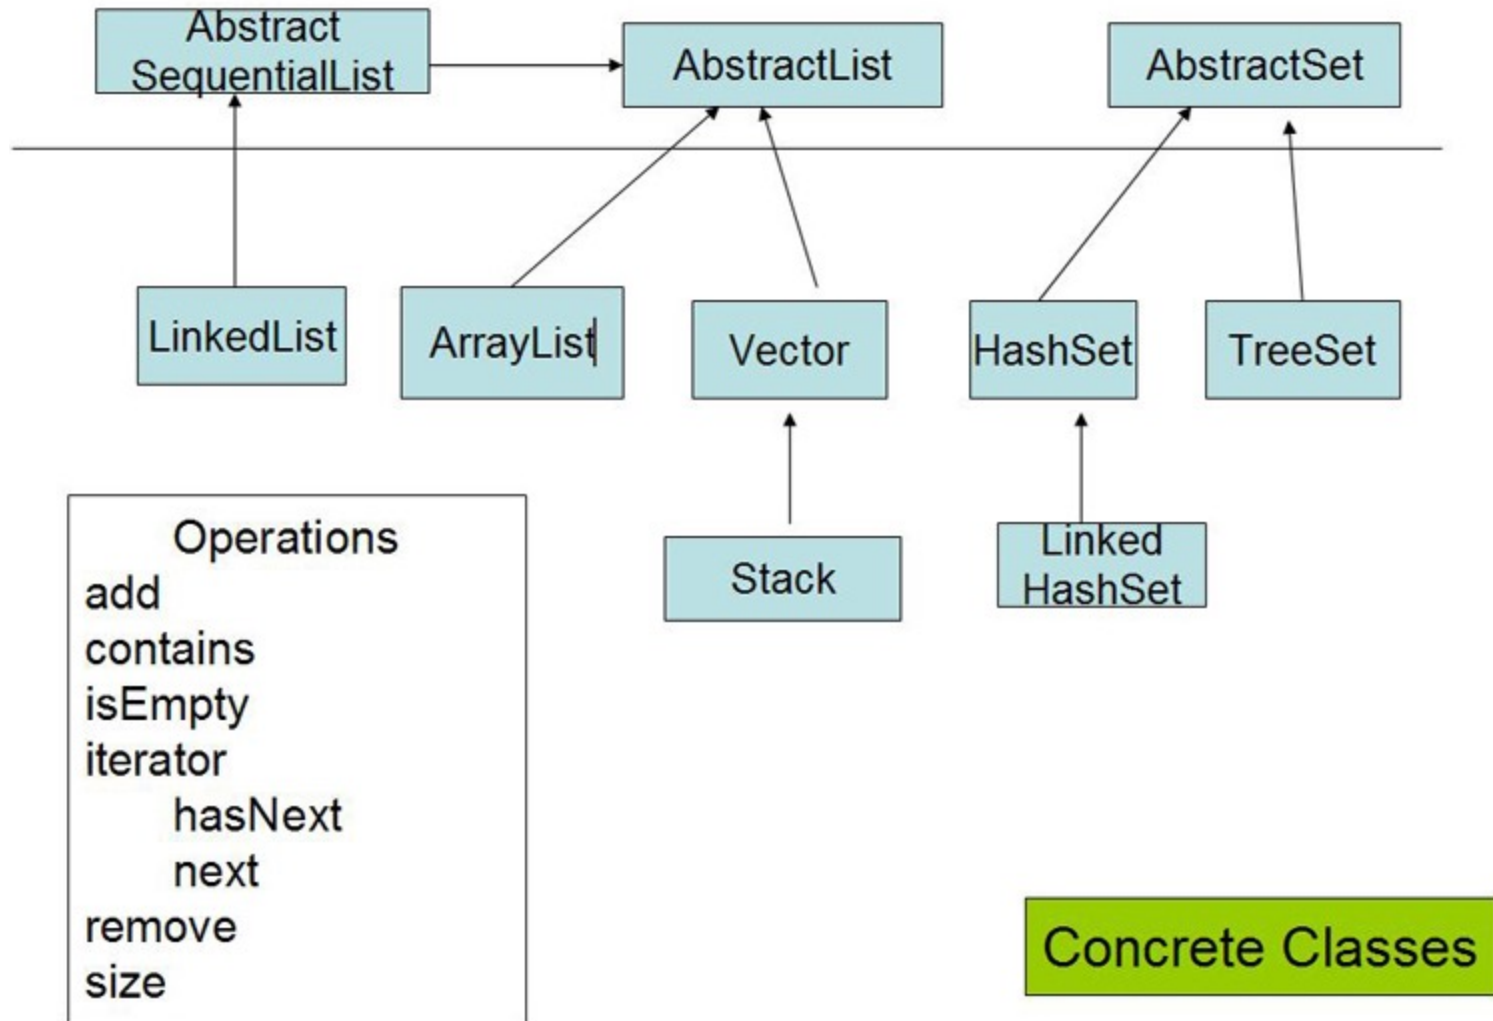 Abstract
SequentialList
AbstractList
AbstractSet
LinkedList
ArrayList
Vector
HashSet
TreeSet
Stack
Linked
HashSet
Operations
add
contains
isEmpty
iterator
hasNext
next
remove
size
Concrete Classes